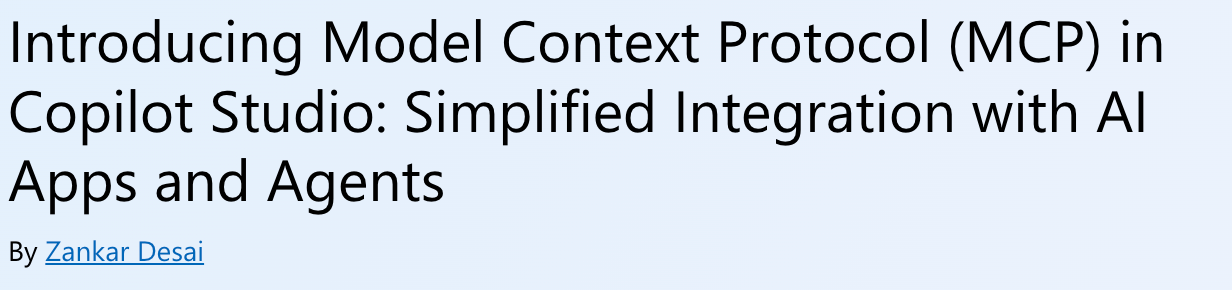 Introducing Model Context Protocol (MCP) in
Copilot Studio: Simplified Integration with AI
Apps and Agents
By Zankar Desai